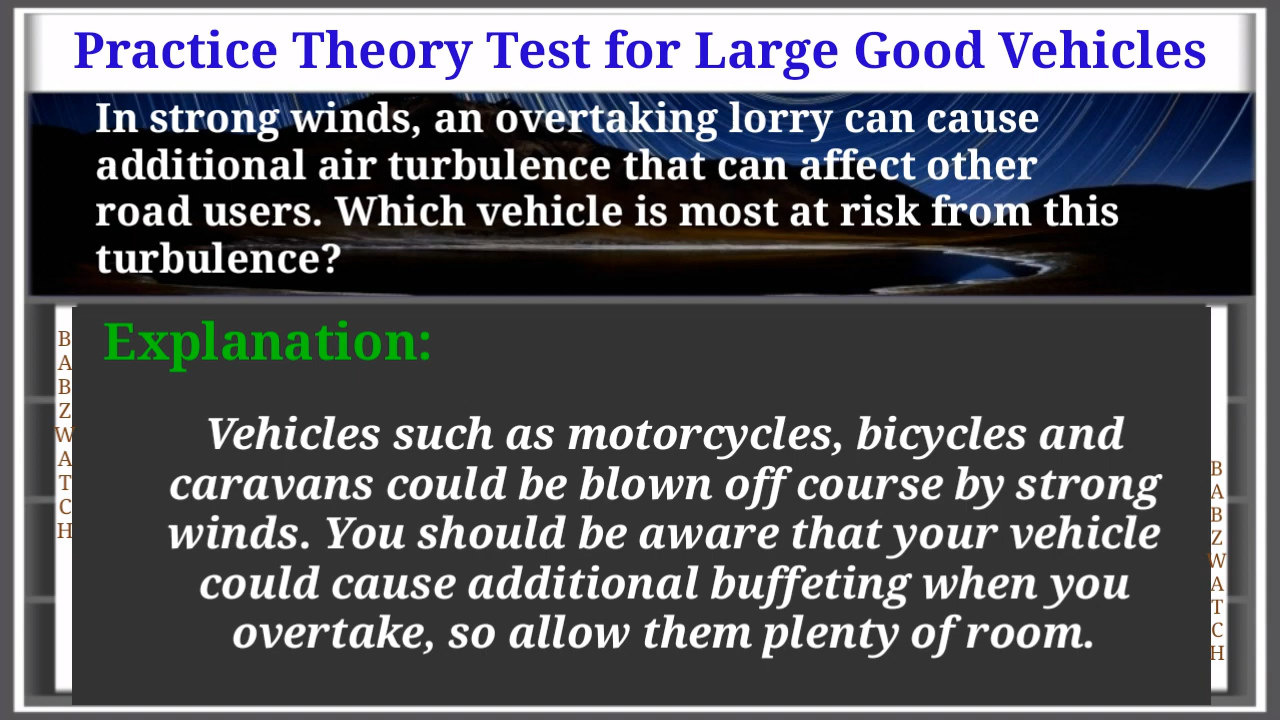 Practice Theory Test for Large Good Vehicles
In strong winds, an overtaking lorry can cause
additional air turbulence that can affect other
road users. Which vehicle is most at risk from this
turbulence?
Explanation:
Vehicles such as motorcycles, bicycles and
caravans could be blown off course by strong
winds. You should be aware that your vehicle
could cause additional buffeting when you
overtake, so allow them plenty of room.
BABZWATCH
BABZWATCH